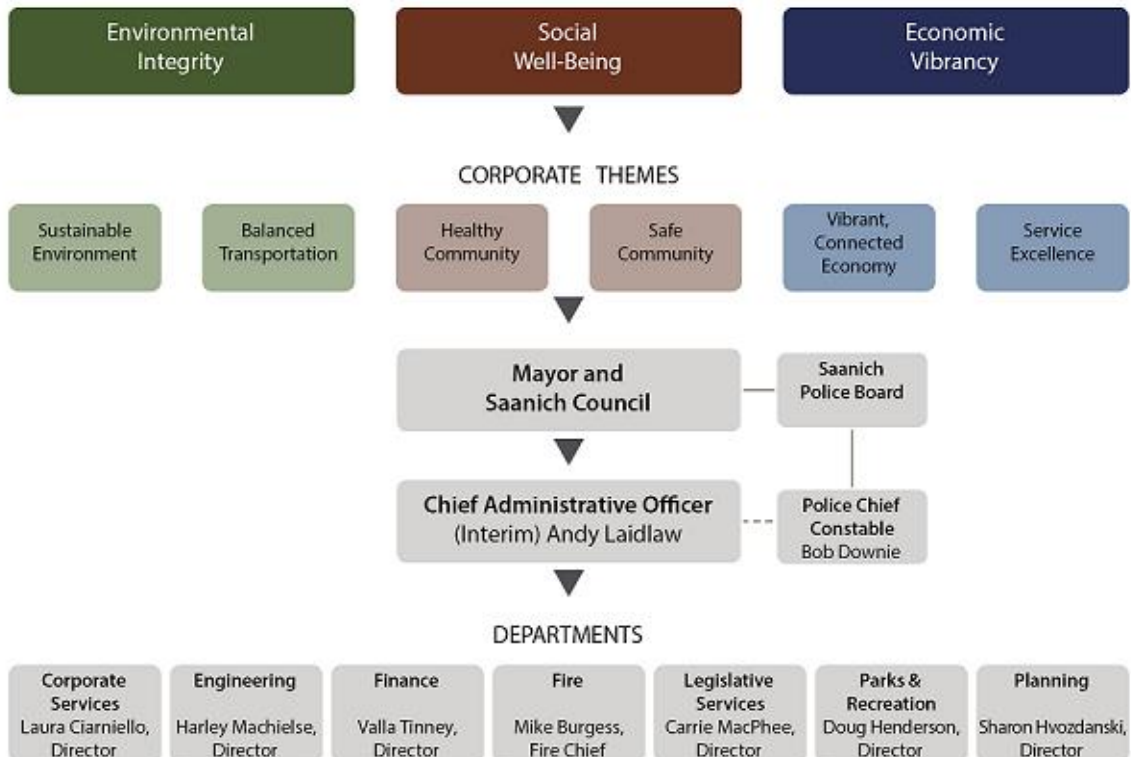 Environmental
Integrity
Social
Well-Being
Economic
Vibrancy
CORPORATE THEMES
Sustainable
Environment
Balanced
Transportation
Healthy
Community
Safe
Community
Vibrant,
Connected
Economy
Service
Excellence
Mayor and
Saanich Council
Saanich
Police Board
Chief Administrative Officer
(Interim) Andy Laidlaw
Police Chief
Constable
Bob Downie
DEPARTMENTS
Corporate
Services
Laura Ciarniello,
Director
Engineering
Harley Machielse,
Director
Finance
Valla Tinney,
Director
Fire
Mike Burgess,
Fire Chief
Legislative
Services
Carrie MacPhee,
Director
Parks &
Recreation
Doug Henderson,
Director
Planning
Sharon Hvozdanski,
Director